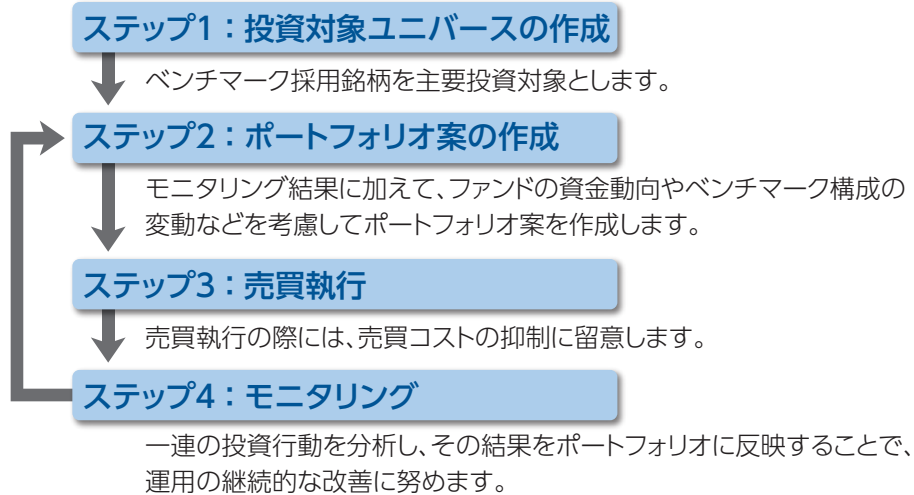 ステップ1：投資対象ユニバースの作成
ベンチマーク採用銘柄を主要投資対象とします。
ステップ2：ポートフォリオ案の作成
モニタリング結果に加えて、ファンドの資金動向やベンチマーク構成の
変動などを考慮してポートフォリオ案を作成します。
ステップ3：売買執行
売買執行の際には、売買コストの抑制に留意します。
ステップ4：モニタリング
一連の投資行動を分析し、その結果をポートフォリオに反映することで、
運用の継続的な改善に努めます。